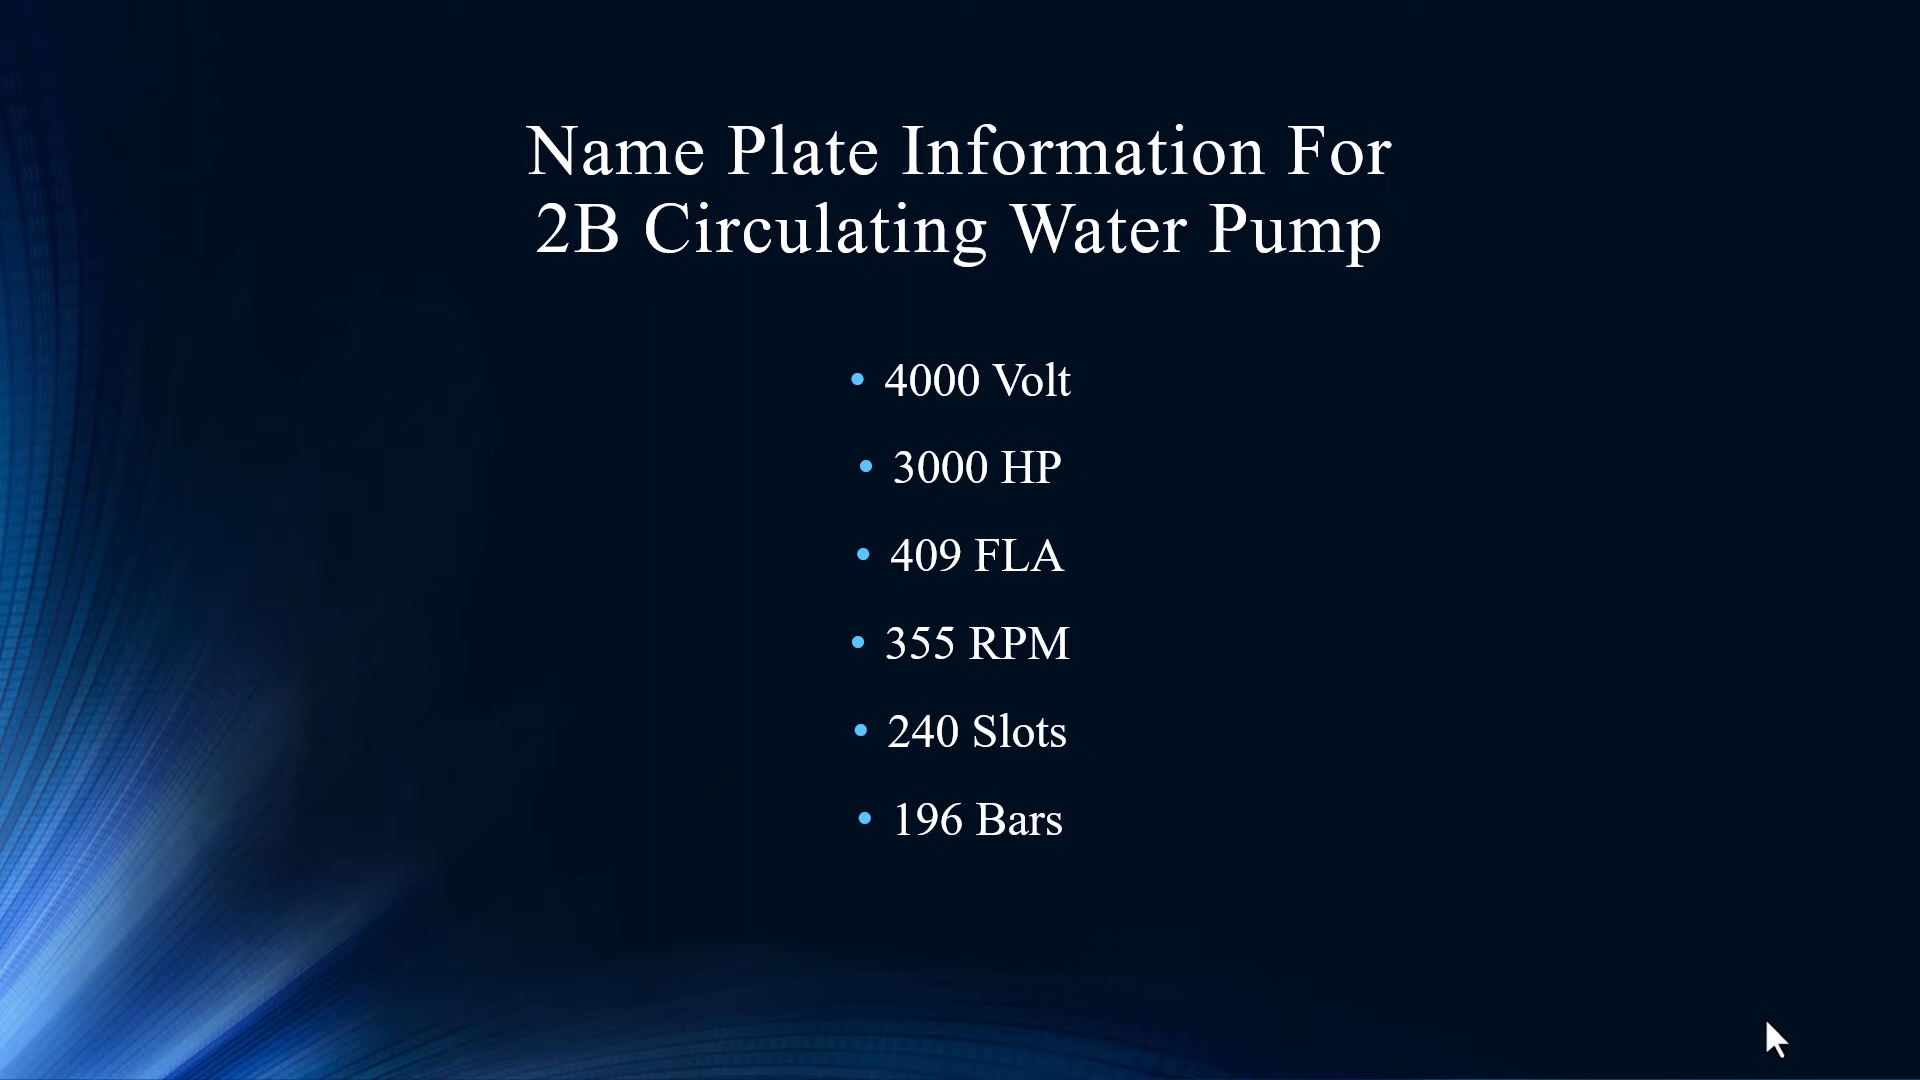 Name Plate Information For
2B Circulating Water Pump
• 4000 Volt
• 3000 HP
• 409 FLA
• 355 RPM
• 240 Slots
• 196 Bars